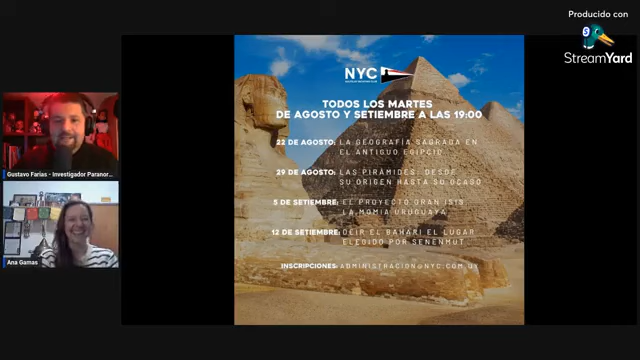 Producido con
StreamYard
NYC
TODOS LOS MARTES
DE AGOSTO Y SETIEMBRE A LAS 19:00
22 DE AGOSTO: LA GEOGRAFÍA SAGRADA EN
EL ANTIGUO EGIPCIO
29 DE AGOSTO: LAS PIRÁMIDES: DESDE
SU ORIGEN HASTA SU OCASO
5 DE SETIEMBRE: EL PROYECTO GRAN ISIS
LA MOMIA URUGUAYA
12 DE SETIEMBRE: DEIR EL BAHARI EL LUGAR
ELEGIDO POR SENENMUT
INSCRIPCIONES: ADMINISTRACION@NYC.COM.UY
Gustavo Farias - Investigador Paranor...
Ana Gamas